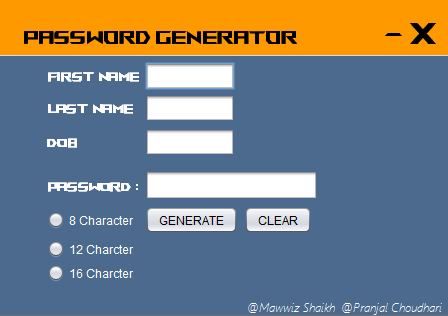 PASSWORD GENERATOR - X
FIRST NAME
LAST NAME
DOB
PASSWORD :
8 Character GENERATE CLEAR
12 Charcter
16 Charcter
@Mawwiz Shaikh @Pranjal Choudhari